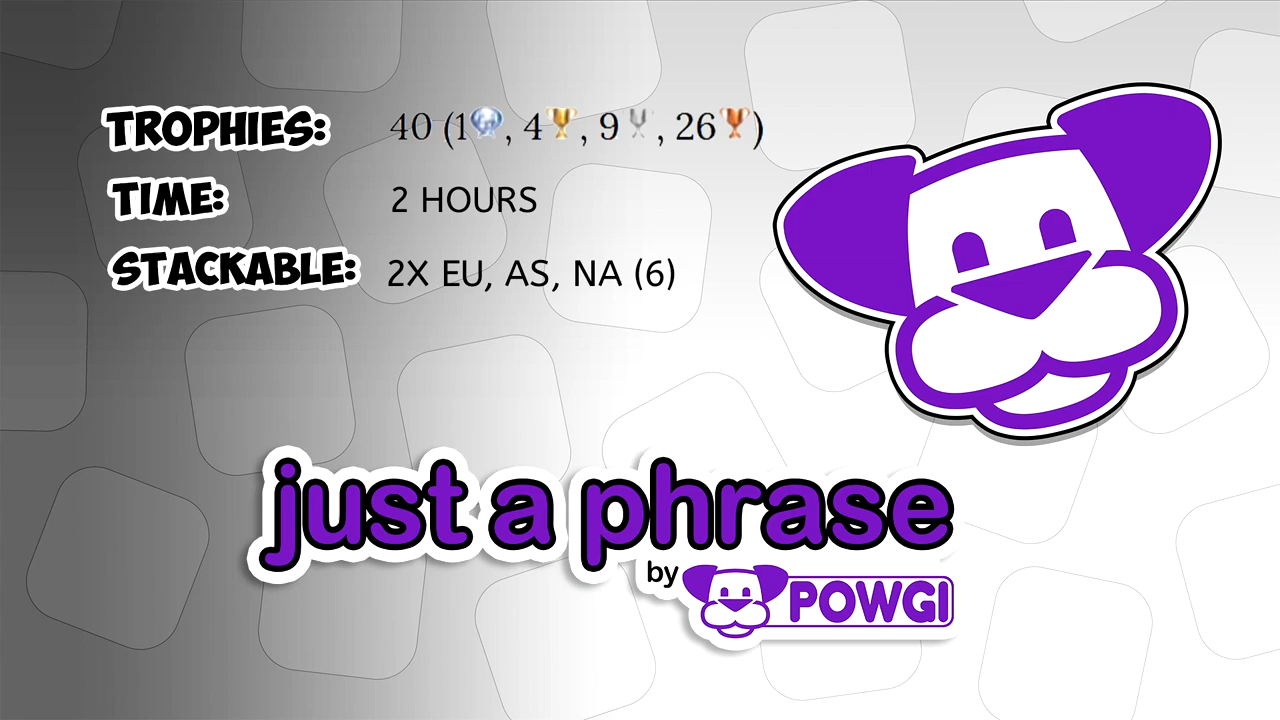 TROPHIES: 40 (1🏆, 4🏆, 9🏆, 26🏆)
TIME: 2 HOURS
STACKABLE: 2X EU, AS, NA (6)
just a phrase
by POWGI